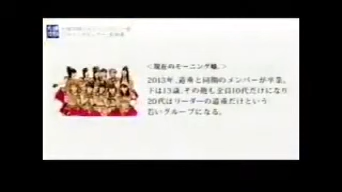 <現在のモーニング娘。>
2013年、道重と同期のメンバーが卒業。
下は13歳、その他も全員10代だけになり
20代はリーダーの道重だけという
若いグループになる。